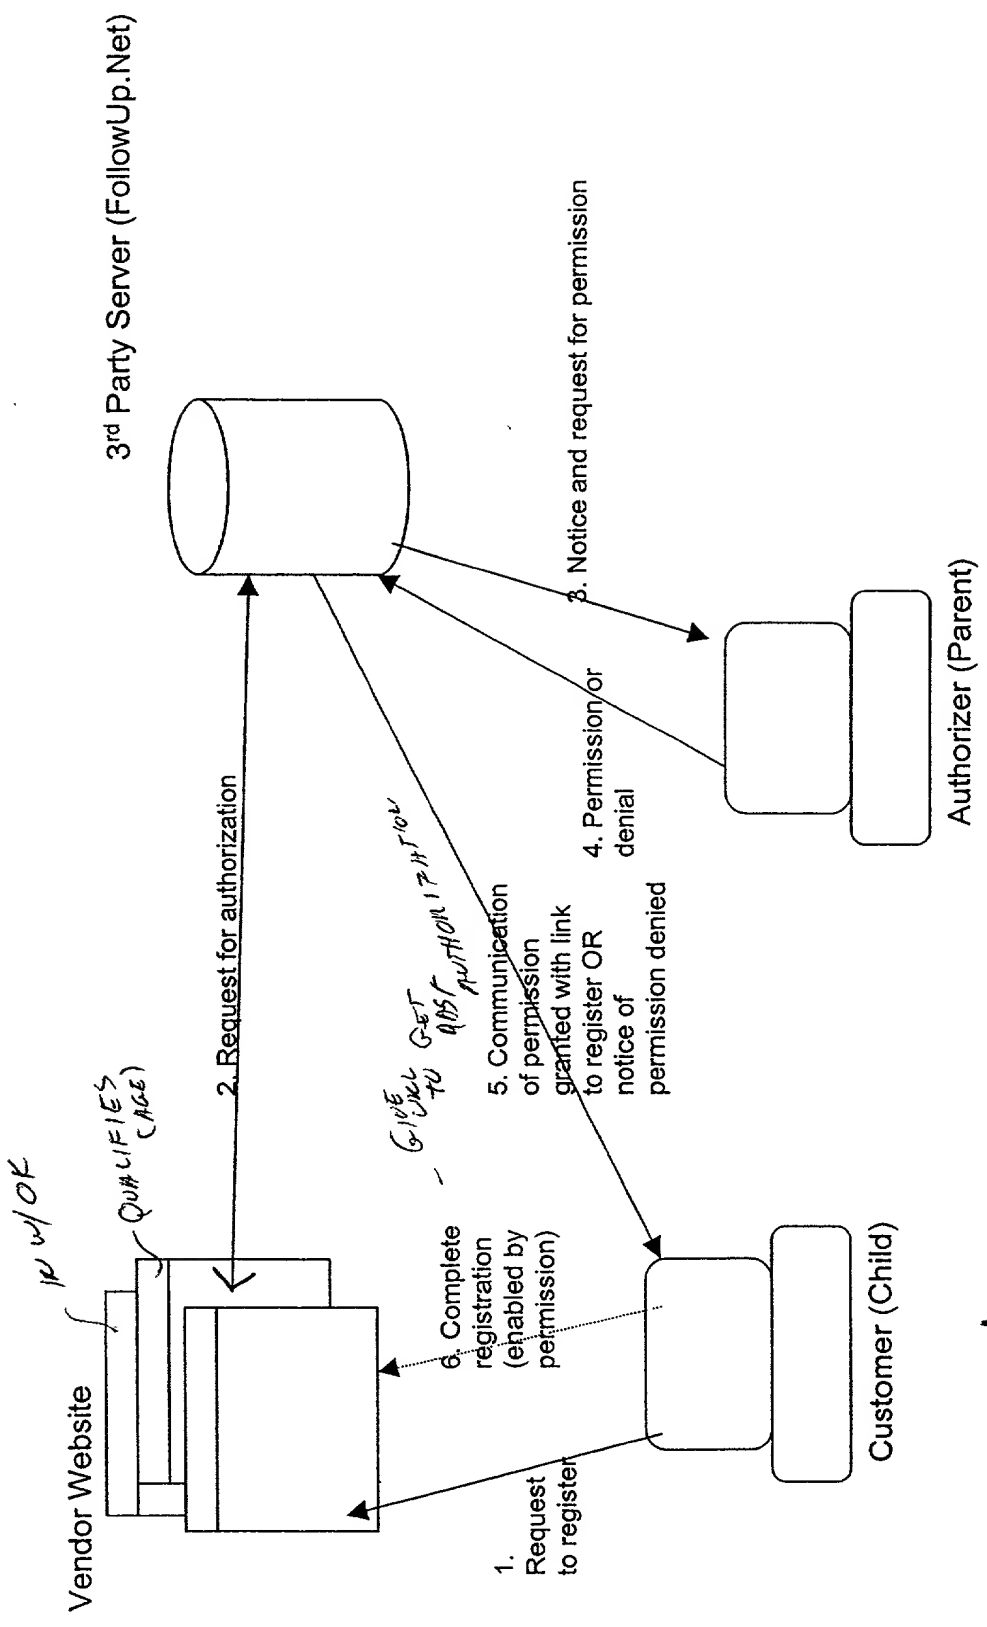 3rd Party Server (FollowUp.Net)
Vendor Website
IN W/ OK
QUALIFIES
(AGE)
2. Request for authorization
- GIVE
URL GET
TO
AUTHORIZATION
3. Notice and request for permission
4. Permission or
denial
5. Communication
of permission
granted with link
to register OR
notice of
permission denied
6. Complete
registration
(enabled by
permission)
1.
Request
to register
Customer (Child)
Authorizer (Parent)